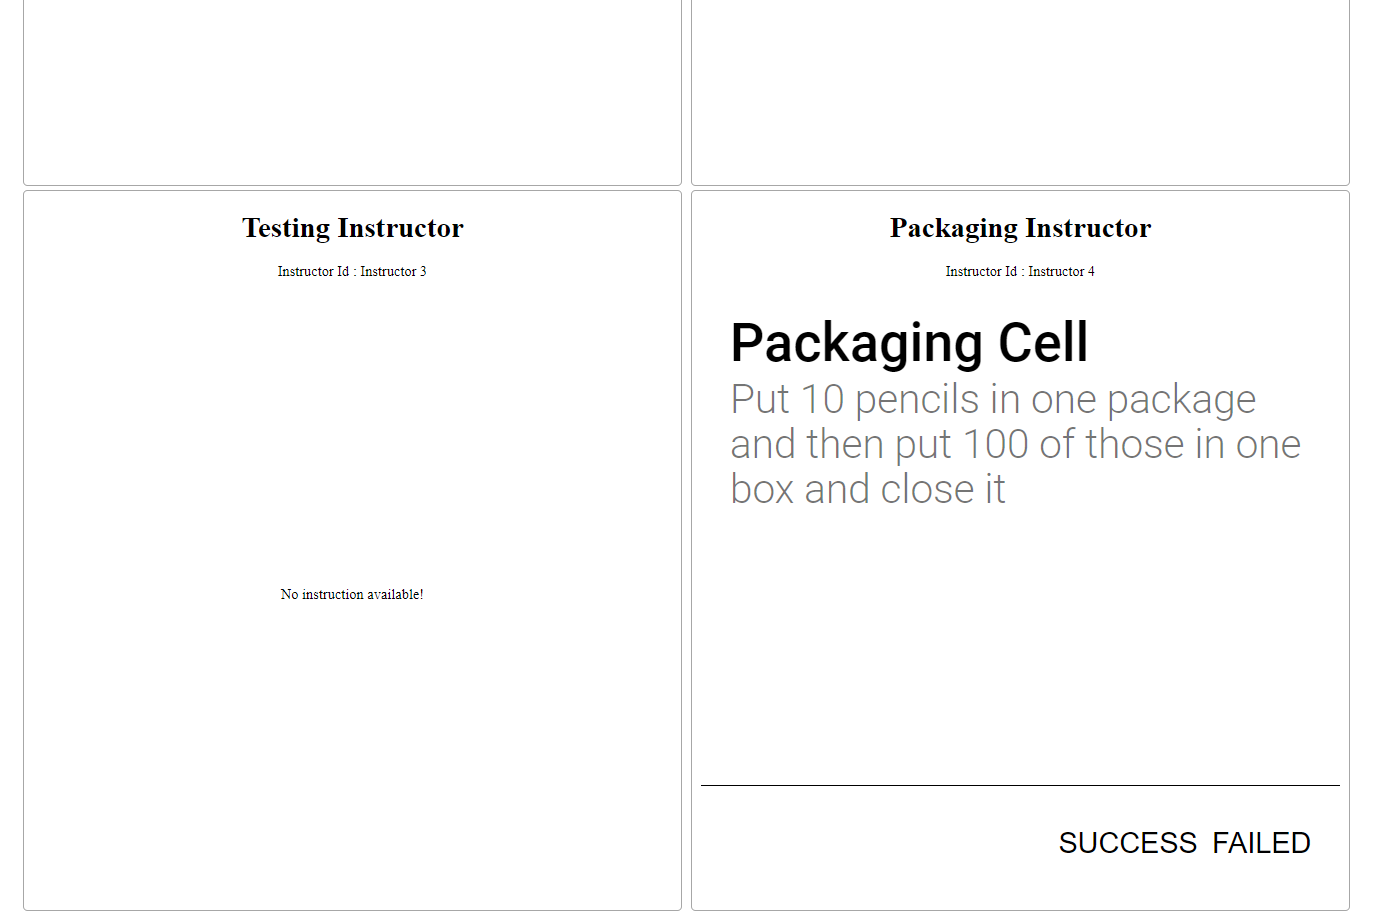 Testing Instructor
Instructor Id : Instructor 3
No instruction available!
Packaging Instructor
Instructor Id : Instructor 4
Packaging Cell
Put 10 pencils in one package
and then put 100 of those in one
box and close it
SUCCESS FAILED